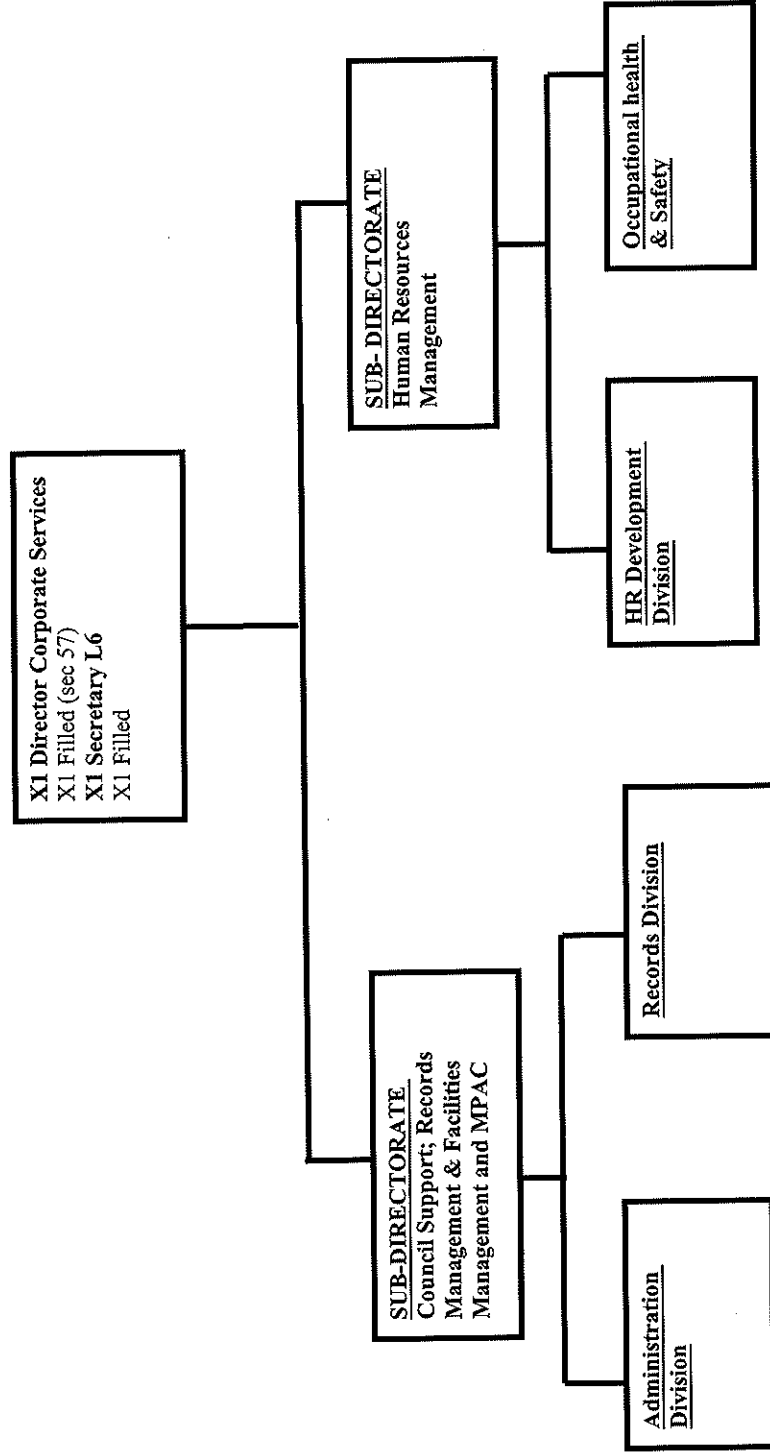 X1 Director Corporate Services
X1 Filled (sec 57)
X1 Secretary L6
X1 Filled
SUB-DIRECTORATE
Council Support; Records
Management & Facilities
Management and MPAC
SUB- DIRECTORATE
Human Resources
Management
Administration
Division
Records Division
HR Development
Division
Occupational health
& Safety